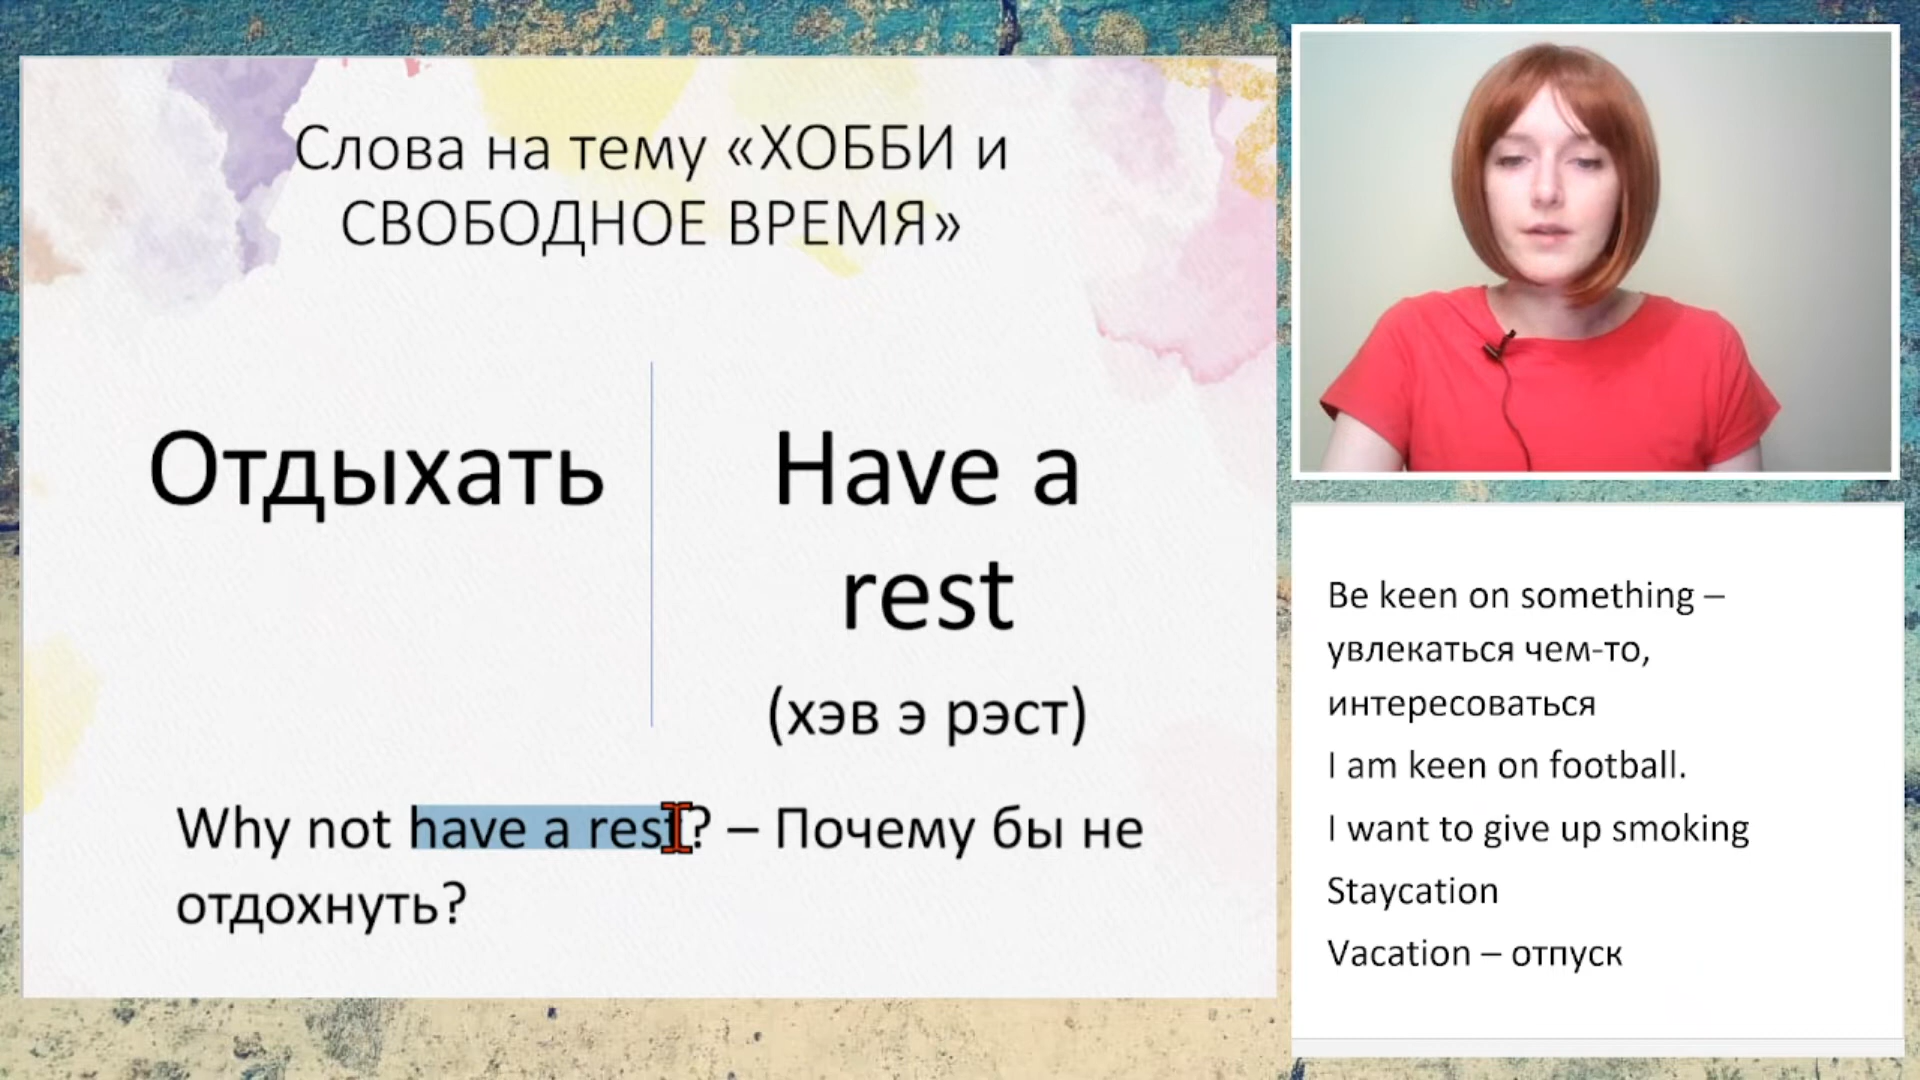 Слова на тему «ХОББИ и
СВОБОДНОЕ ВРЕМЯ»
Отдыхать
Have a
rest
(хэв э рэст)
Why not have a rest? – Почему бы не
отдохнуть?
Be keen on something –
увлекаться чем-то,
интересоваться
I am keen on football.
I want to give up smoking
Staycation
Vacation – отпуск